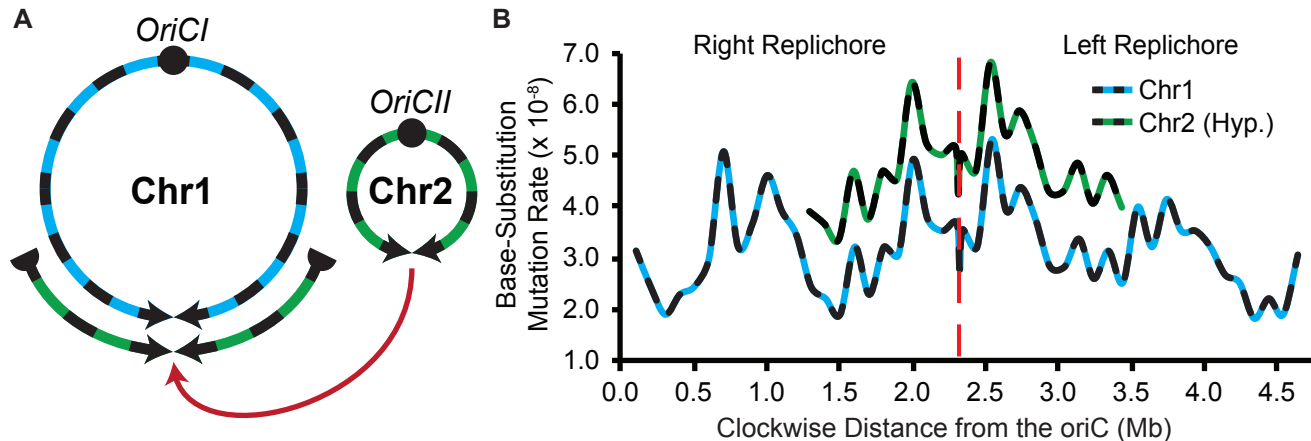 A
OriCI
OriCII
Chr1
Chr2
B
Right Replichore
Left Replichore
Chr1
Chr2 (Hyp.)
Base-Substitution
Mutation Rate (x 10⁻⁸)
7.0
6.0
5.0
4.0
3.0
2.0
1.0
0.0 0.5 1.0 1.5 2.0 2.5 3.0 3.5 4.0 4.5
Clockwise Distance from the oriC (Mb)